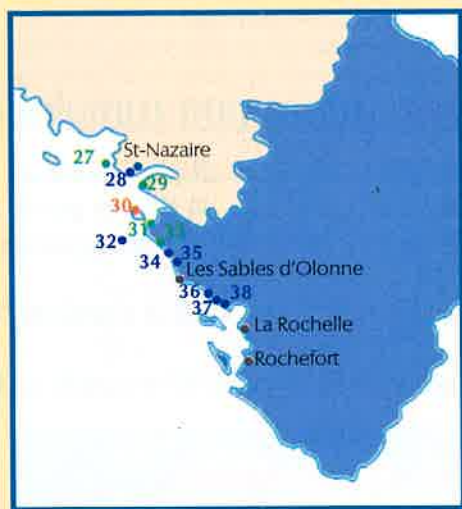 St-Nazaire
27
28
29
30
31 33
32
34 35
Les Sables d'Olonne
36 38
37
La Rochelle
Rochefort